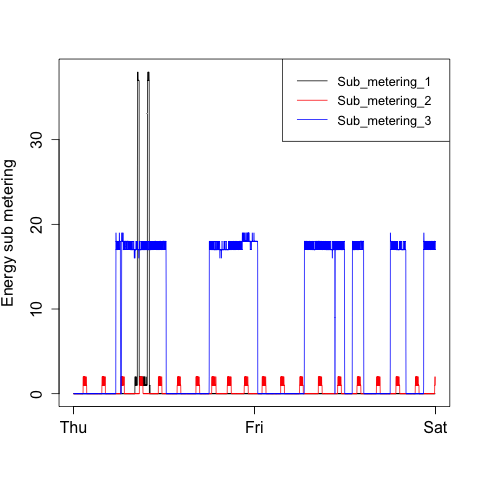 Sub_metering_1
Sub_metering_2
Sub_metering_3
Energy sub metering
30
20
10
0
Thu Fri Sat